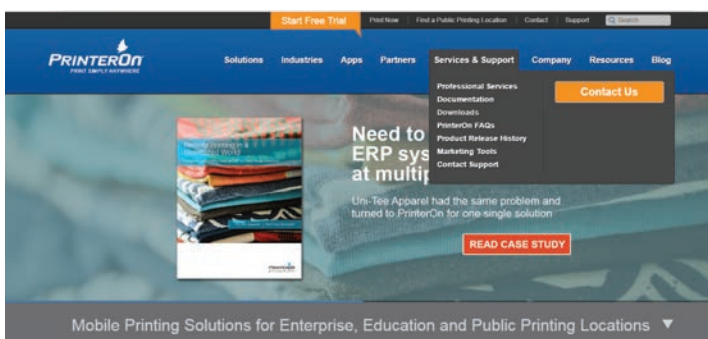 Start Free Trial
Print Now
Find a Public Printing Location
Contact
Support
Search
PRINTERON
PRINT SIMPLY ANYWHERE
Solutions
Industries
Apps
Partners
Services & Support
Company
Resources
Blog
Professional Services
Documentation
Downloads
PrinterOn FAQs
Product Release History
Marketing Tools
Contact Support
Contact Us
Need to
ERP sys
at multip
Uni-Tee Apparel had the same problem and
turned to PrinterOn for one single solution
READ CASE STUDY
Mobile Printing Solutions for Enterprise, Education and Public Printing Locations